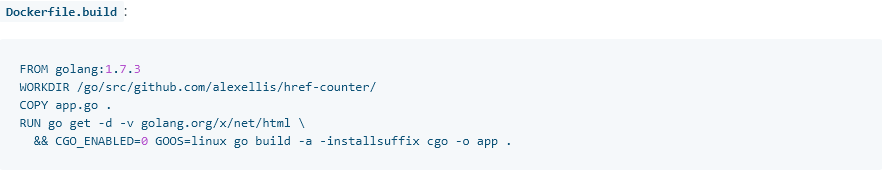 Dockerfile.build :
FROM golang:1.7.3
WORKDIR /go/src/github.com/alexellis/href-counter/
COPY app.go .
RUN go get -d -v golang.org/x/net/html \
&& CGO_ENABLED=0 GOOS=linux go build -a -installsuffix cgo -o app .